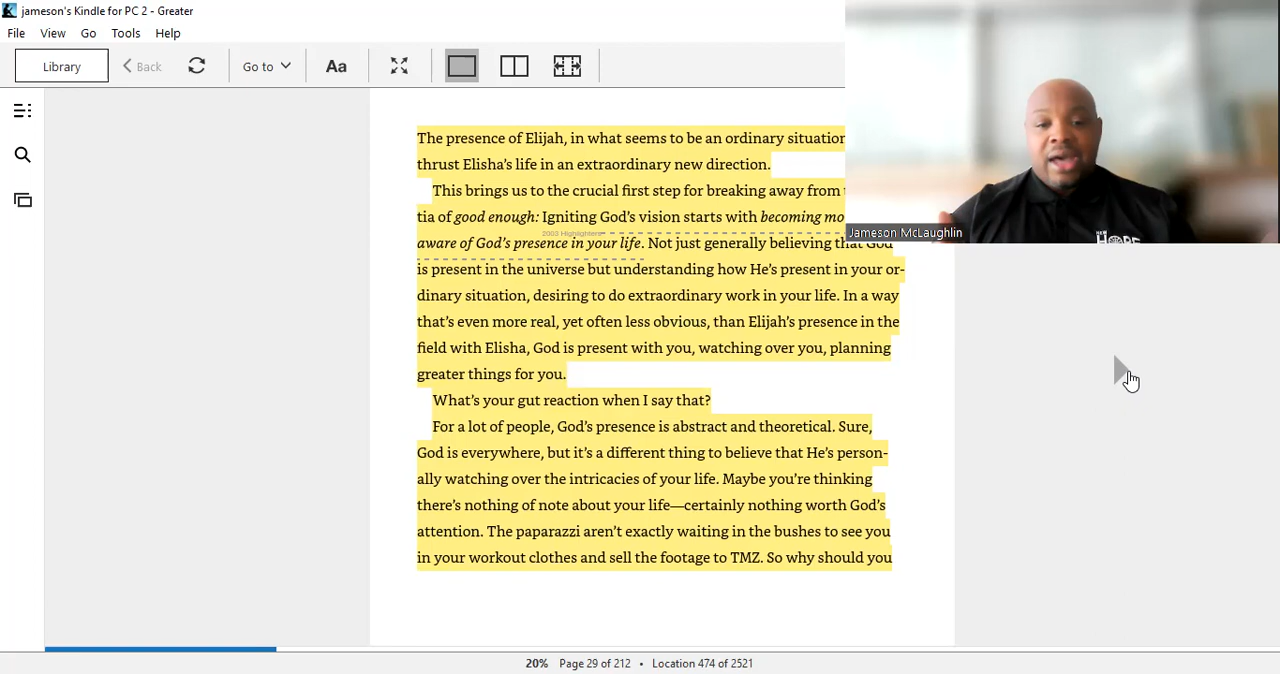 jameson's Kindle for PC 2 - Greater
File View Go Tools Help
Library Back Go to Aa
The presence of Elijah, in what seems to be an ordinary situation
thrust Elisha's life in an extraordinary new direction.
This brings us to the crucial first step for breaking away from
tia of good enough: Igniting God's vision starts with becoming mo
2003 Highlighters
aware of God's presence in your life. Not just generally believing that God
is present in the universe but understanding how He's present in your or-
dinary situation, desiring to do extraordinary work in your life. In a way
that's even more real, yet often less obvious, than Elijah's presence in the
field with Elisha, God is present with you, watching over you, planning
greater things for you.
What's your gut reaction when I say that?
For a lot of people, God's presence is abstract and theoretical. Sure,
God is everywhere, but it's a different thing to believe that He's person-
ally watching over the intricacies of your life. Maybe you're thinking
there's nothing of note about your life—certainly nothing worth God's
attention. The paparazzi aren't exactly waiting in the bushes to see you
in your workout clothes and sell the footage to TMZ. So why should you
NEW
HOPE
Jameson McLaughlin
20% Page 29 of 212 • Location 474 of 2521